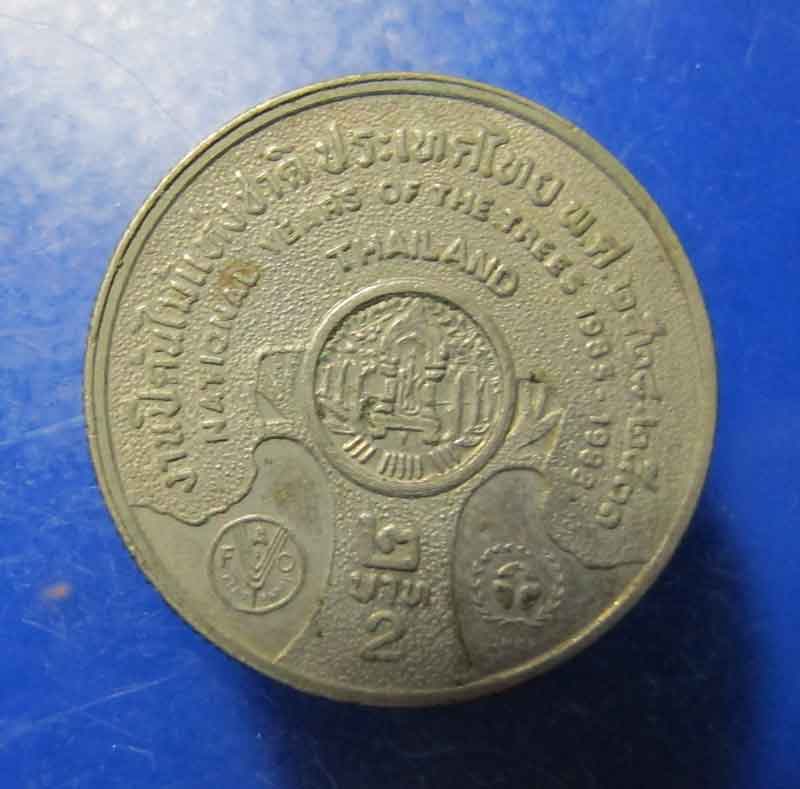 งานปีต้นไม้แห่งชาติ ประเทศไทย พ.ศ.๒๕๒๘-๒๕๓๑
NATIONAL YEARS OF THE TREES 1985-1988
THAILAND
F A O
๒
บาท
2